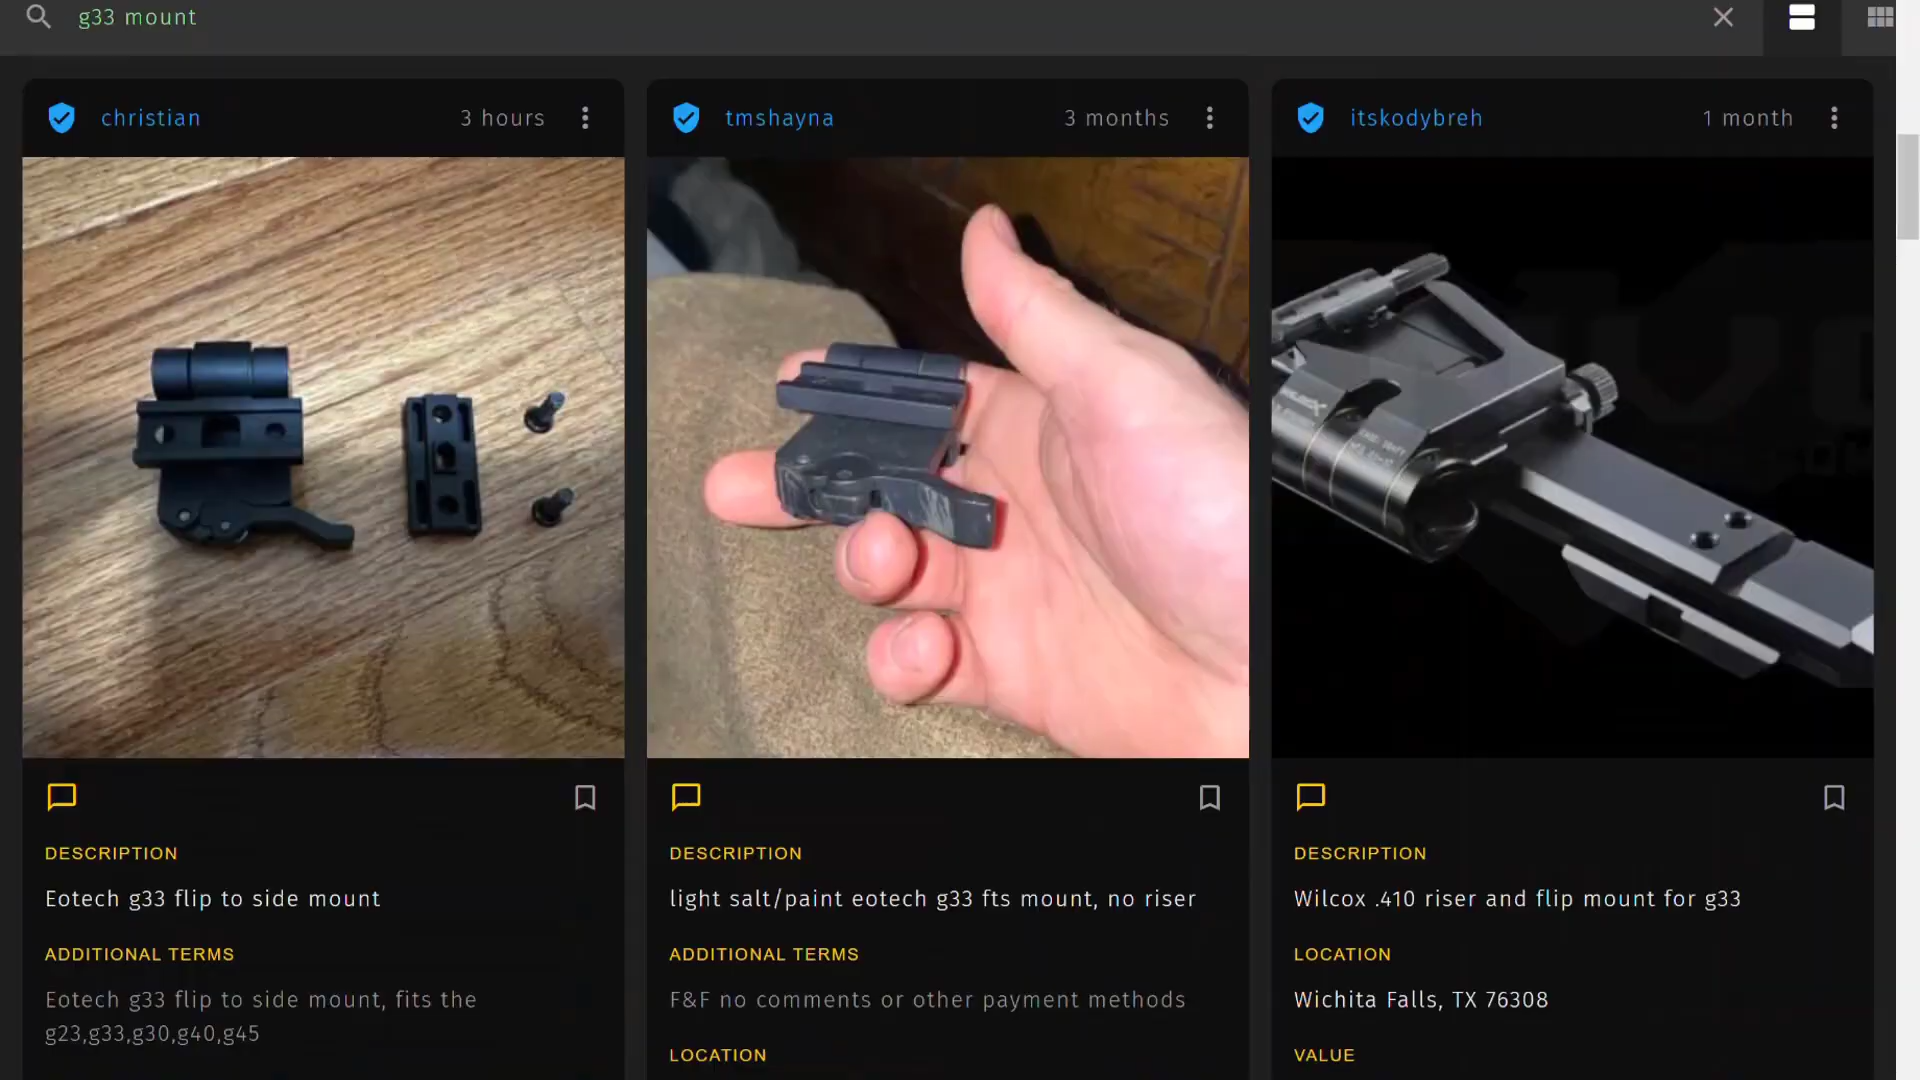 g33 mount
christian
3 hours
tmshayna
3 months
itskodybreh
1 month
DESCRIPTION
Eotech g33 flip to side mount
ADDITIONAL TERMS
Eotech g33 flip to side mount, fits the
g23,g33,g30,g40,g45
DESCRIPTION
light salt/paint eotech g33 fts mount, no riser
ADDITIONAL TERMS
F&F no comments or other payment methods
LOCATION
DESCRIPTION
Wilcox .410 riser and flip mount for g33
LOCATION
Wichita Falls, TX 76308
VALUE